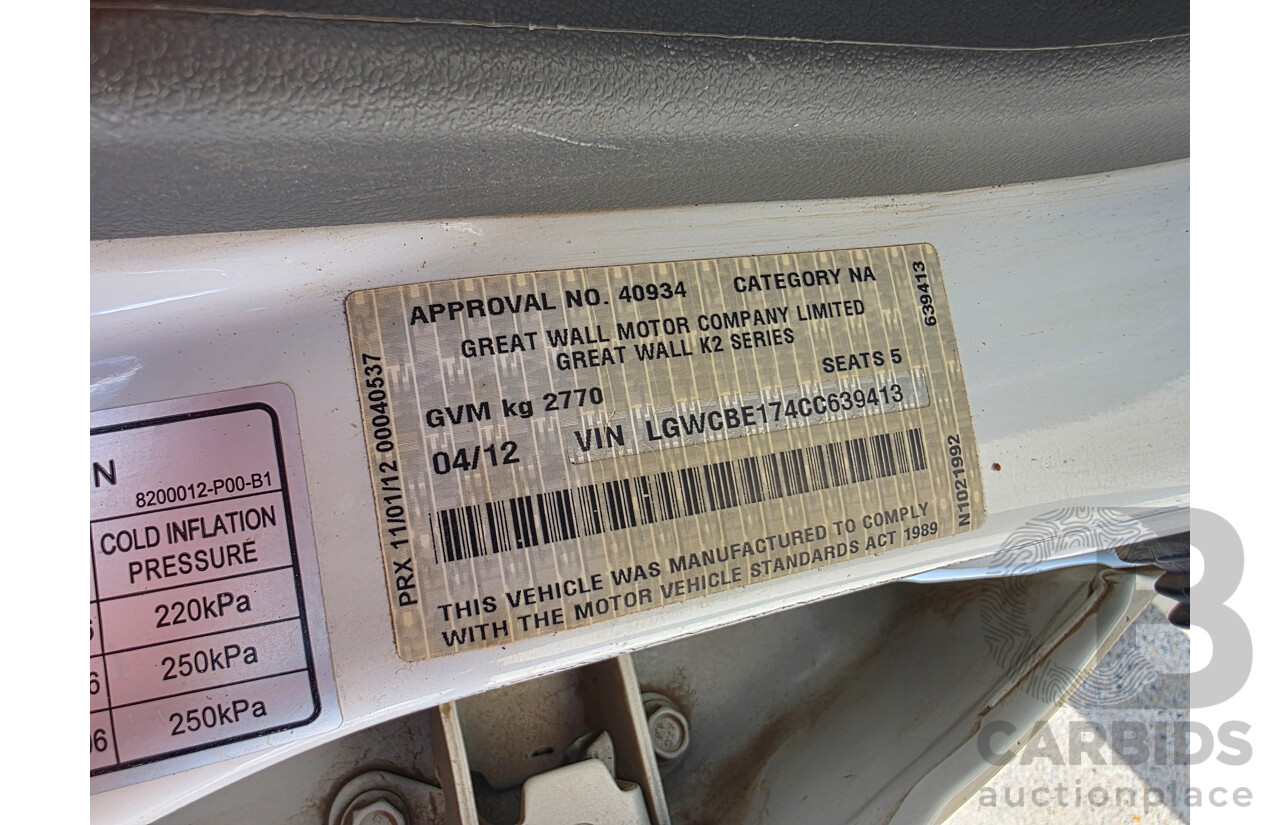 APPROVAL NO. 40934 CATEGORY NA
GREAT WALL MOTOR COMPANY LIMITED
GREAT WALL K2 SERIES
SEATS 5
GVM kg 2770
04/12 VIN LGWCBE174CC639413
THIS VEHICLE WAS MANUFACTURED TO COMPLY
WITH THE MOTOR VEHICLE STANDARDS ACT 1989
PRX 11/01/12 00040537
639413
N1021992
N
8200012-P00-B1
COLD INFLATION
PRESSURE
220kPa
6 250kPa
06 250kPa
CARBIDS
auctionplace